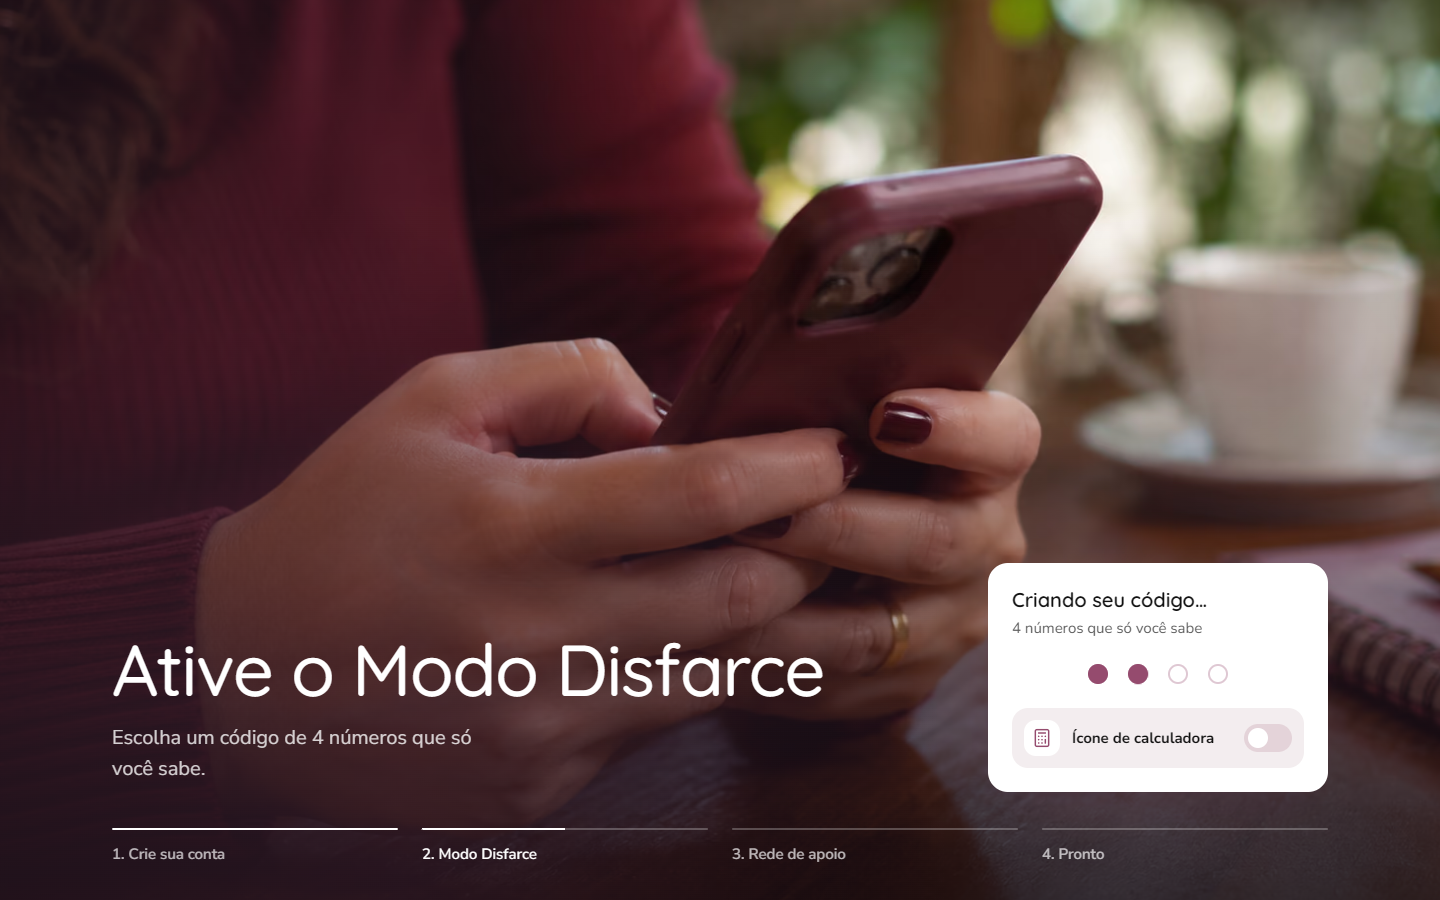 Criando seu código...
4 números que só você sabe
Ícone de calculadora
Ative o Modo Disfarce
Escolha um código de 4 números que só
você sabe.
1. Crie sua conta
2. Modo Disfarce
3. Rede de apoio
4. Pronto